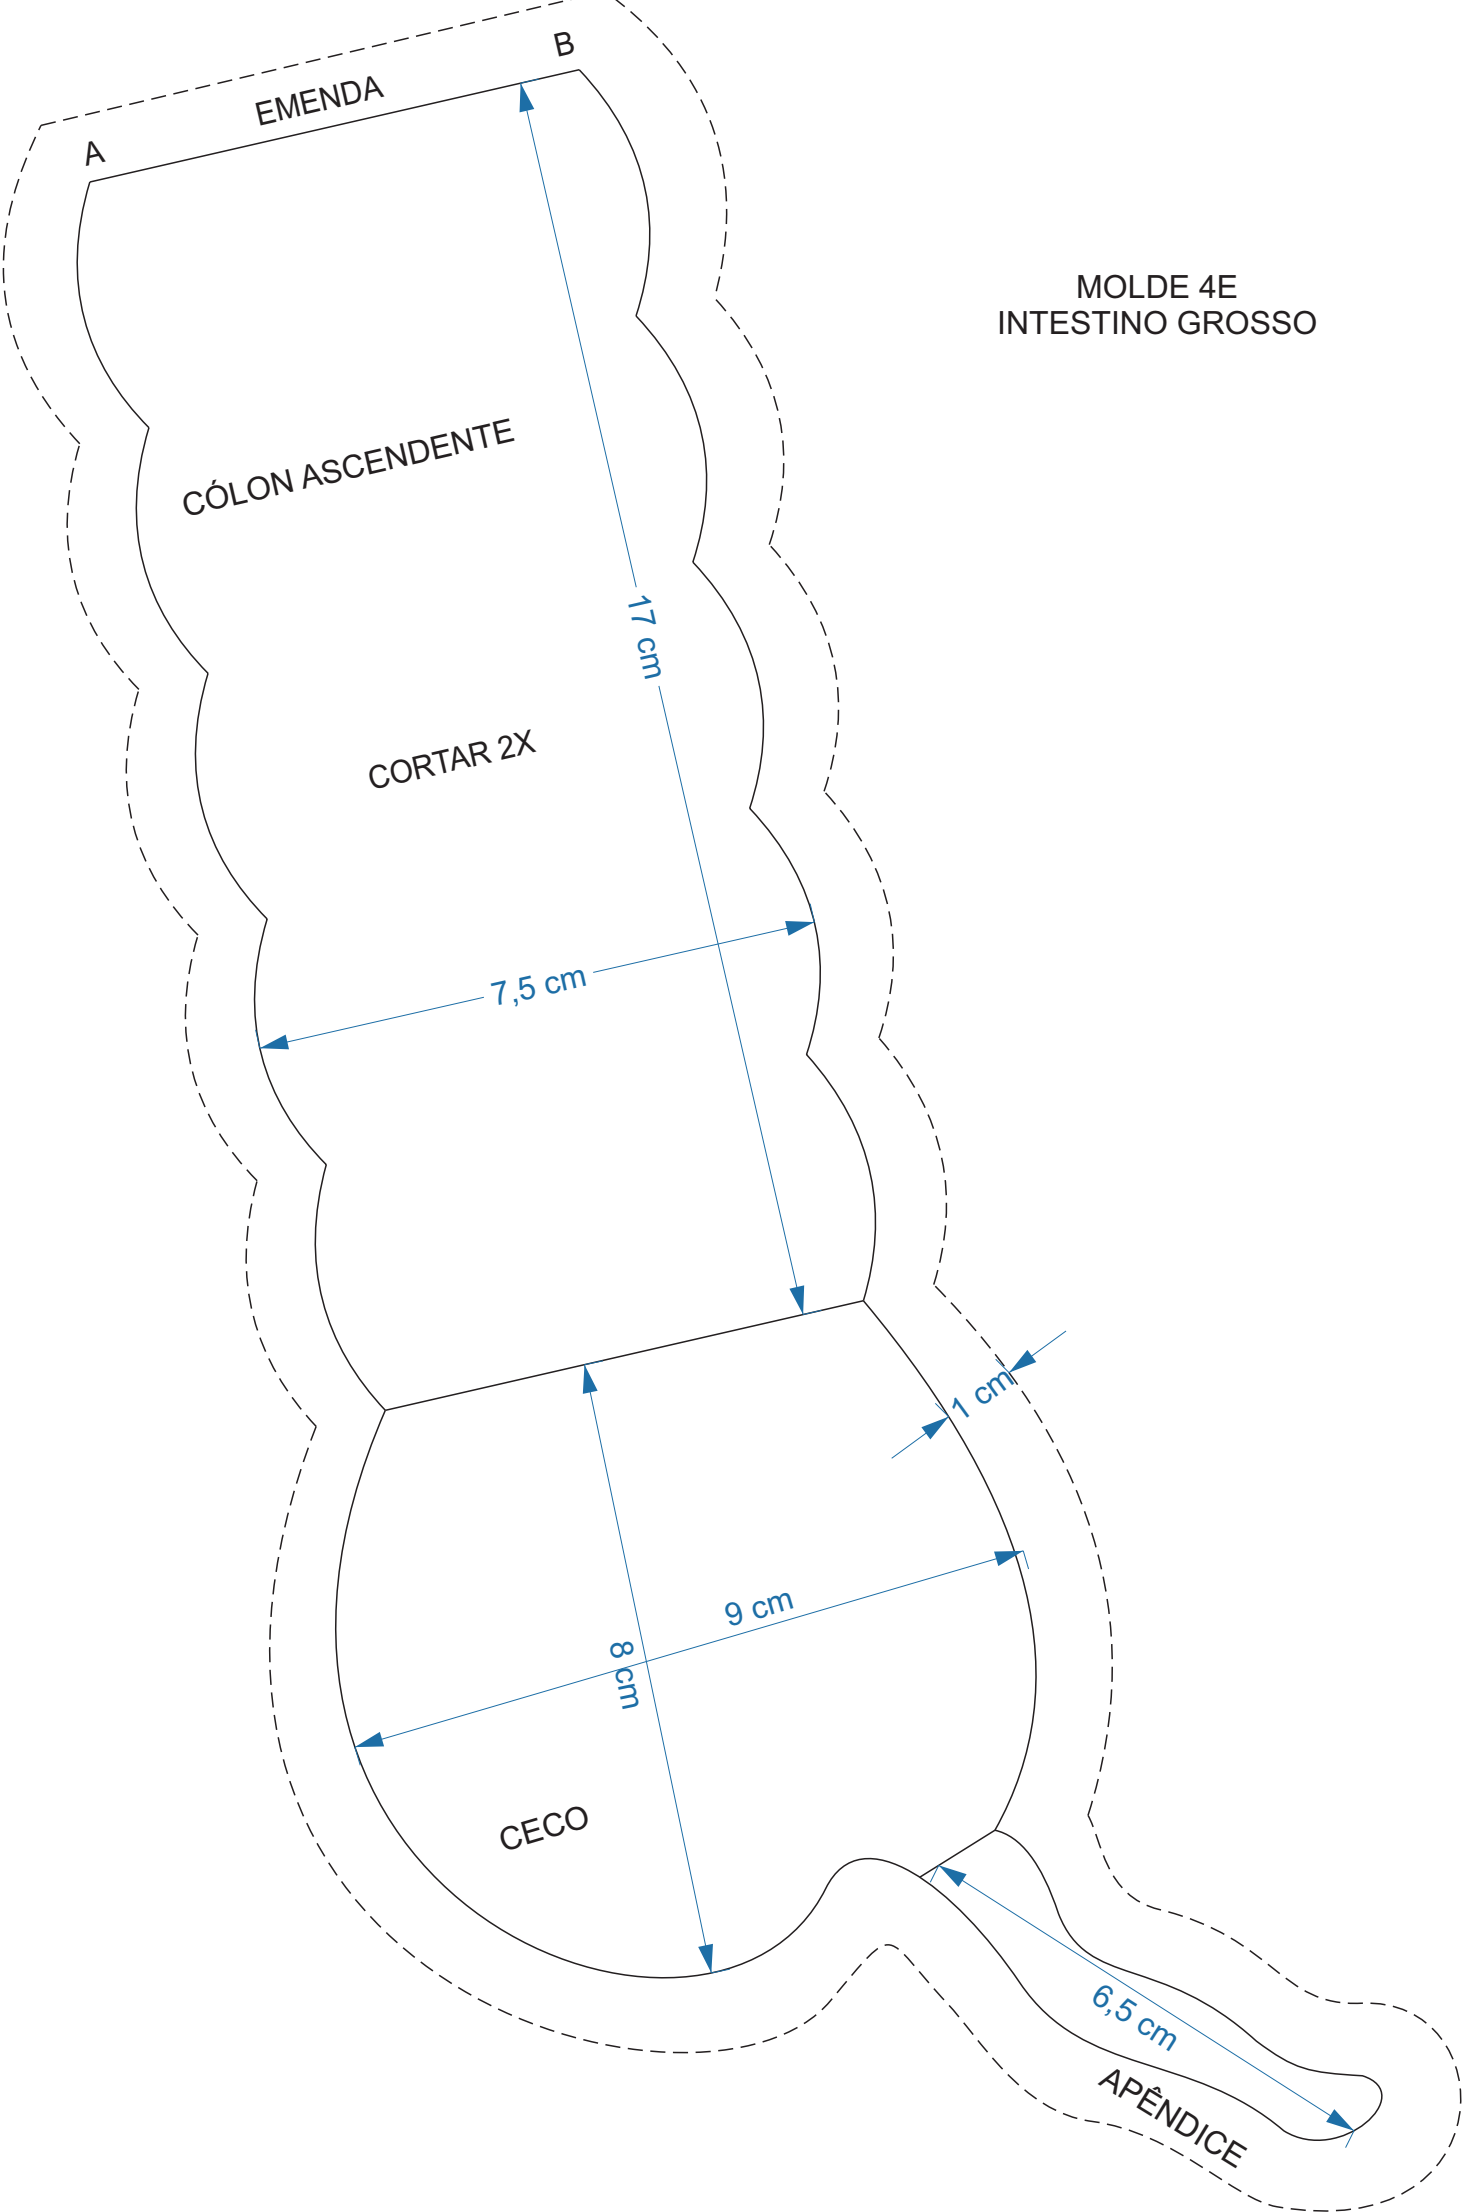 B
EMENDA
A
MOLDE 4E
INTESTINO GROSSO
CÓLON ASCENDENTE
17 cm
CORTAR 2X
7,5 cm
1 cm
9 cm
8 cm
CECO
6,5 cm
APÊNDICE